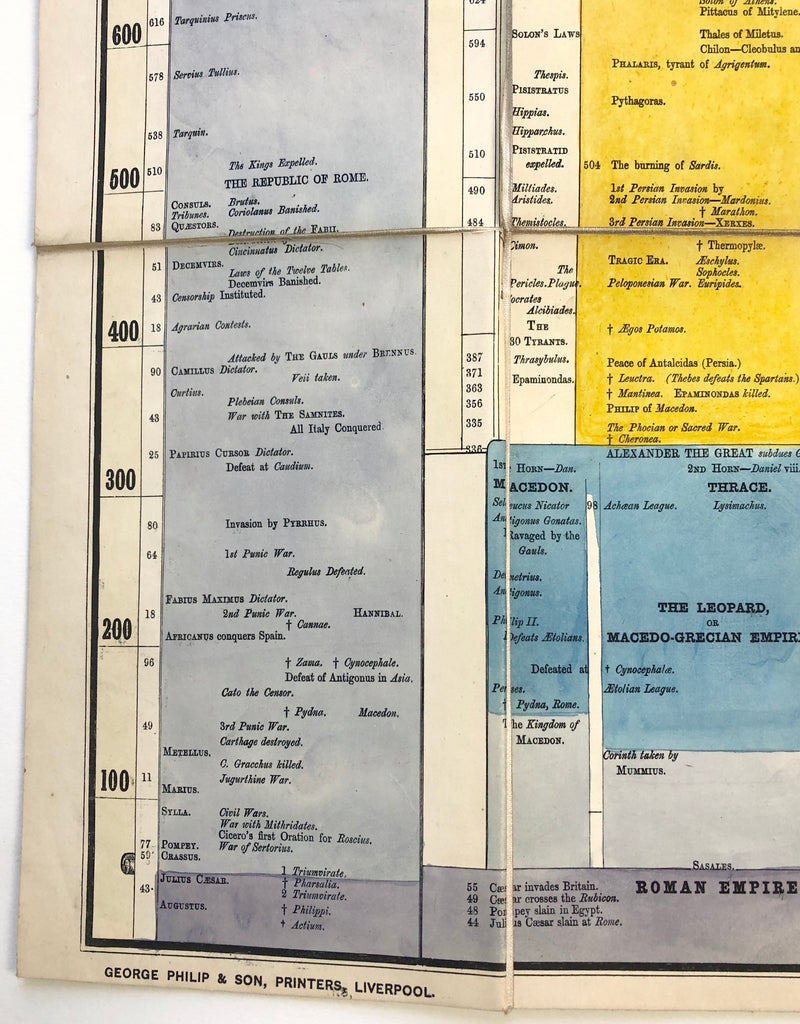 600
616
Tarquinius Priscus.
578
Servius Tullius.
538
Tarquin.
500
510
The Kings Expelled.
THE REPUBLIC OF ROME.
CONSULS. Brutus.
Tribunes. Coriolanus Banished.
83 QUÆSTORS.
Destruction of the FABII.
Cincinnatus Dictator.
51 DECEMVIRS.
Laws of the Twelve Tables.
Decemvirs Banished.
43 Censorship Instituted.
400
18 Agrarian Contests.
Attacked by THE GAULS under BRENNUS.
90 CAMILLUS Dictator.
Veii taken.
Curtius.
Plebeian Consuls.
43 War with THE SAMNITES.
All Italy Conquered
25 PAPIRIUS CURSOR Dictator.
Defeat at Caudium.
300
80 Invasion by PYRRHUS.
64 1st Punic War.
Regulus Defeated.
FABIUS MAXIMUS Dictator.
18 2nd Punic War. HANNIBAL.
† Cannae.
200
AFRICANUS conquers Spain.
96 † Zama. † Cynocephale.
Defeat of Antigonus in Asia.
Cato the Censor.
† Pydna. Macedon.
49 3rd Punic War.
Carthage destroyed.
METELLUS.
C. Gracchus killed.
100 11 Jugurthine War.
MARIUS.
SYLLA. Civil Wars.
War with Mithridates.
Cicero's first Oration for Roscius.
77 POMPEY. War of Sertorius.
59 CRASSUS.
1 Triumvirate.
43 JULIUS CÆSAR. † Pharsalia.
2 Triumvirate.
AUGUSTUS. † Philippi.
† Actium.
594
SOLON'S LAWS
Thespis.
550 PISISTRATUS
Hippias.
Hipparchus.
510 PISISTRATID
expelled.
490 Miltiades.
Aristides.
484 Themistocles.
Cimon.
The
Pericles. Plague.
Alcibiades.
THE
30 TYRANTS.
387 Thrasybulus.
371
363 Epaminondas.
356
335
336
Pittacus of Mitylene.
Thales of Miletus.
Chilon—Cleobulus
PHALARIS, tyrant of Agrigentum.
Pythagoras.
504 The burning of Sardis.
1st Persian Invasion by
2nd Persian Invasion—Mardonius.
† Marathon.
3rd Persian Invasion—XERXES.
† Thermopylæ.
TRAGIC ERA. Æschylus.
Sophocles.
Peloponesian War. Euripides.
† Ægos Potamos.
Peace of Antalcidas (Persia.)
† Leuctra. (Thebes defeats the Spartans.)
† Mantinea. EPAMINONDAS killed.
PHILIP of Macedon.
The Phocian or Sacred War.
† Cheronea.
ALEXANDER THE GREAT subdues
1st HORN—Dan.
2ND HORN—Daniel viii.
MACEDON.
THRACE.
Seleucus Nicator
98 Achæan League. Lysimachus.
Antigonus Gonatas.
Ravaged by the
Gauls.
Demetrius.
Antigonus.
THE LEOPARD,
OR
MACEDO-GRECIAN EMPIRE
Philip II.
Defeats Ætolians.
Defeated at † Cynocephalæ.
Perses.
Ætolian League.
† Pydna, Rome.
The Kingdom of
MACEDON.
Corinth taken by
MUMMIUS.
SASALES.
ROMAN EMPIRE
55 Cæsar invades Britain.
49 Cæsar crosses the Rubicon.
48 Pompey slain in Egypt.
44 Julius Cæsar slain at Rome.
GEORGE PHILIP & SON, PRINTERS, LIVERPOOL.